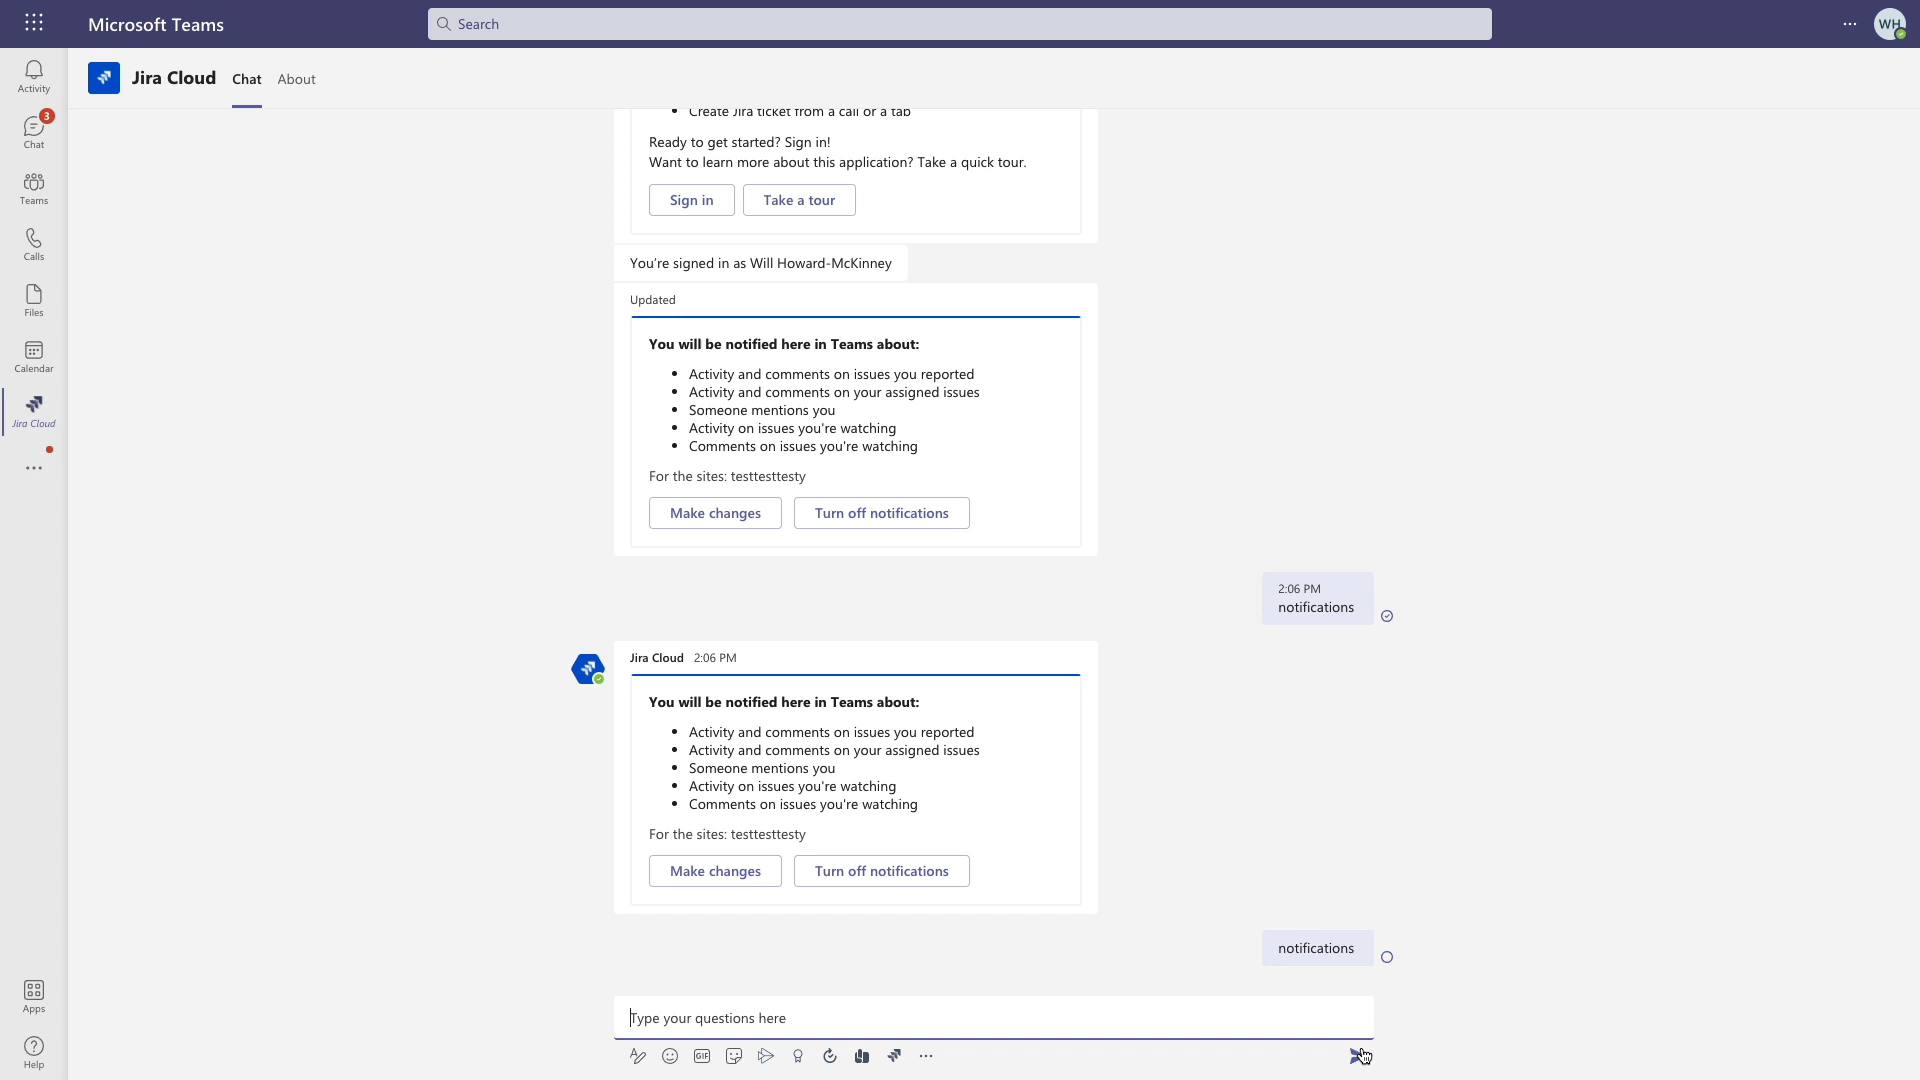 Microsoft Teams
Search
WH
Activity
3
Chat
Teams
Calls
Files
Calendar
Jira Cloud
Apps
Help
Jira Cloud Chat About
• Create Jira ticket from a call or a tab
Ready to get started? Sign in!
Want to learn more about this application? Take a quick tour.
Sign in Take a tour
You're signed in as Will Howard-McKinney
Updated
You will be notified here in Teams about:
• Activity and comments on issues you reported
• Activity and comments on your assigned issues
• Someone mentions you
• Activity on issues you're watching
• Comments on issues you're watching
For the sites: testtesttesty
Make changes Turn off notifications
2:06 PM
notifications
Jira Cloud 2:06 PM
You will be notified here in Teams about:
• Activity and comments on issues you reported
• Activity and comments on your assigned issues
• Someone mentions you
• Activity on issues you're watching
• Comments on issues you're watching
For the sites: testtesttesty
Make changes Turn off notifications
notifications
Type your questions here
GIF